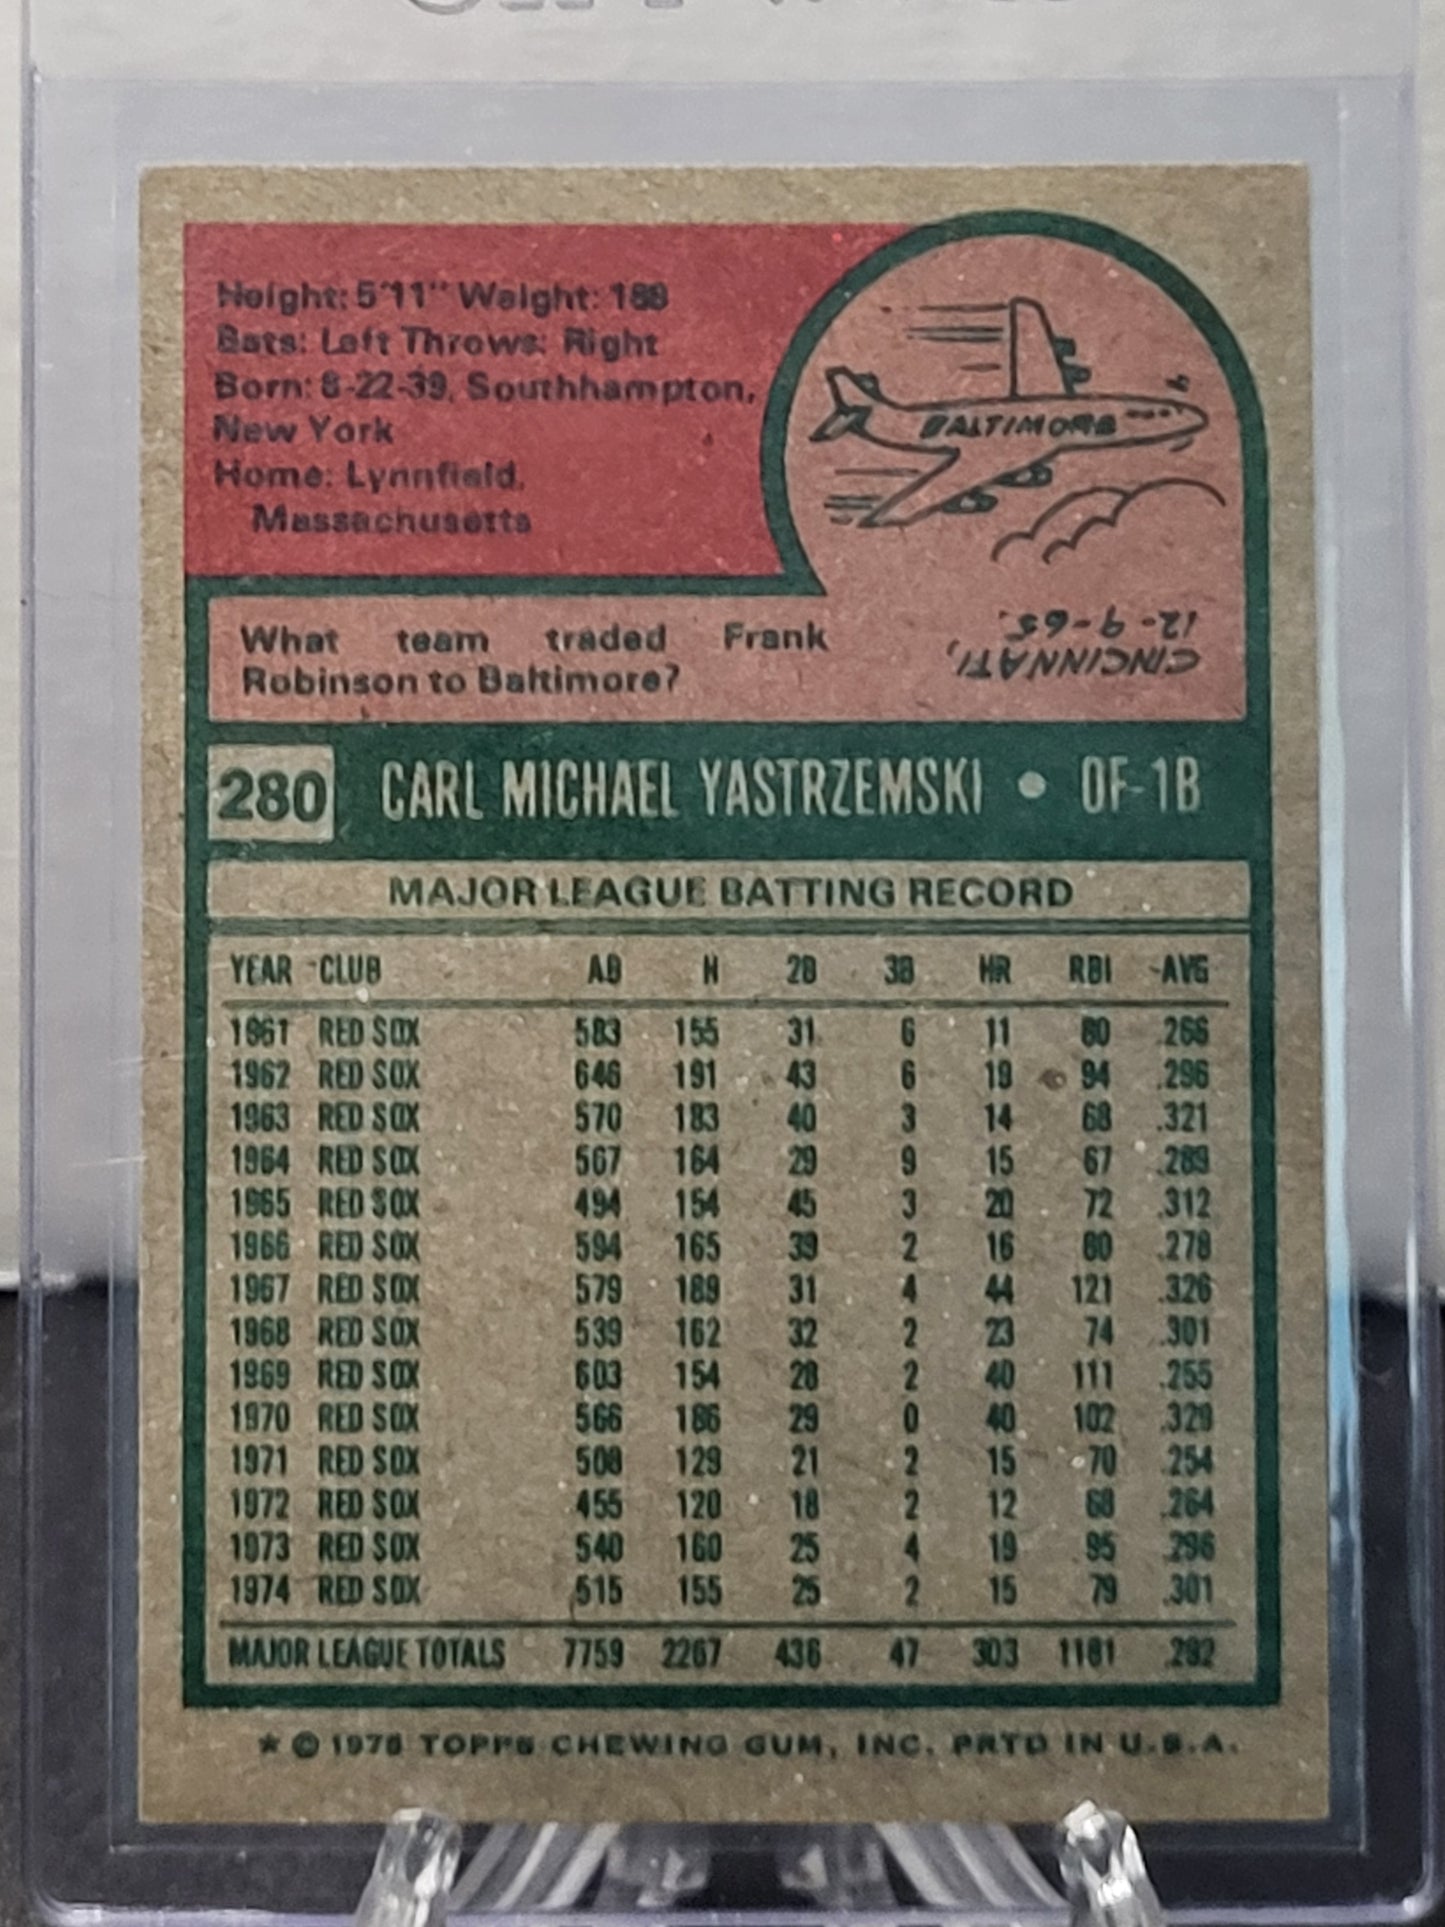 Height: 5'11" Weight: 188
Bats: Left Throws: Right
Born: 8-22-39, Southhampton,
New York
Home: Lynnfield,
Massachusetts
BALTIMORE
What team traded Frank
Robinson to Baltimore?
CINCINNATI,
12-9-65.
280 CARL MICHAEL YASTRZEMSKI • OF-1B
MAJOR LEAGUE BATTING RECORD
YEAR CLUB AB H 2B 3B HR RBI AVG
1961 RED SOX 583 155 31 6 11 80 .266
1962 RED SOX 646 191 43 6 19 94 .296
1963 RED SOX 570 183 40 3 14 68 .321
1964 RED SOX 567 164 29 9 15 67 .289
1965 RED SOX 494 154 45 3 20 72 .312
1966 RED SOX 594 165 39 2 16 80 .278
1967 RED SOX 579 189 31 4 44 121 .326
1968 RED SOX 539 162 32 2 23 74 .301
1969 RED SOX 603 154 28 2 40 111 .255
1970 RED SOX 566 186 29 0 40 102 .329
1971 RED SOX 508 129 21 2 15 70 .254
1972 RED SOX 455 120 18 2 12 68 .264
1973 RED SOX 540 160 25 4 19 95 .296
1974 RED SOX 515 155 25 2 15 79 .301
MAJOR LEAGUE TOTALS 7759 2267 436 47 303 1181 .292
★ © 1975 TOPPS CHEWING GUM, INC. PRTD IN U.S.A.